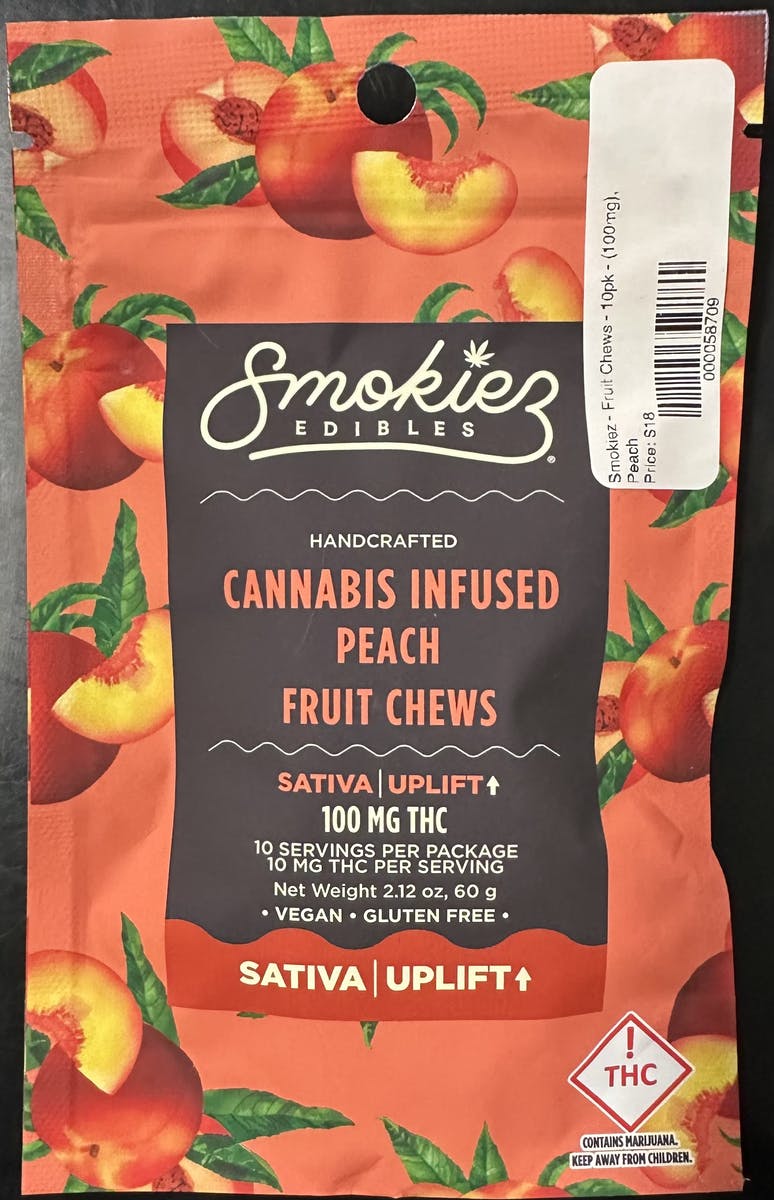 Smokiez - Fruit Chews - 10pk - (100mg),
Peach
Price: $18
000058709
Smokiez
EDIBLES
®
HANDCRAFTED
CANNABIS INFUSED
PEACH
FRUIT CHEWS
SATIVA | UPLIFT ↑
100 MG THC
10 SERVINGS PER PACKAGE
10 MG THC PER SERVING
Net Weight 2.12 oz, 60 g
• VEGAN • GLUTEN FREE •
SATIVA | UPLIFT ↑
!
THC
CONTAINS MARIJUANA.
KEEP AWAY FROM CHILDREN.